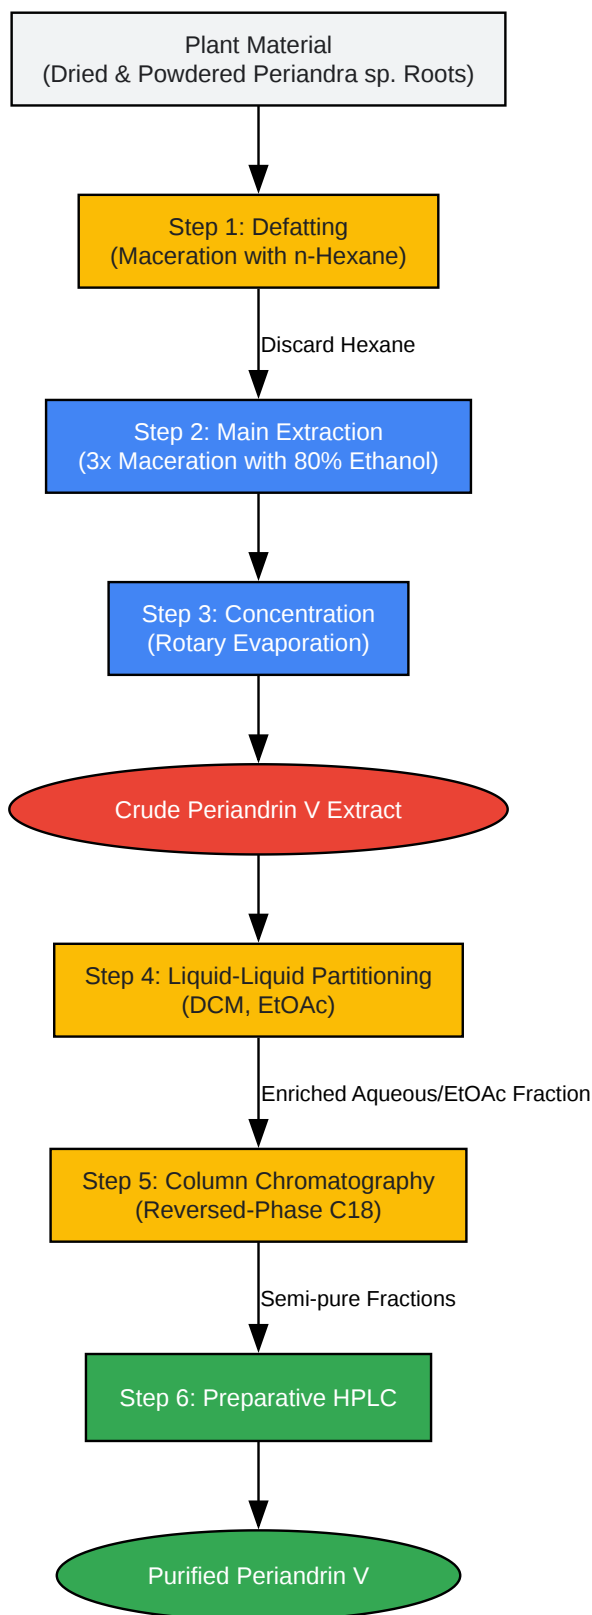 Plant Material
(Dried & Powdered Periandra sp. Roots)
Step 1: Defatting
(Maceration with n-Hexane)
Discard Hexane
Step 2: Main Extraction
(3x Maceration with 80% Ethanol)
Step 3: Concentration
(Rotary Evaporation)
Crude Periandrin V Extract
Step 4: Liquid-Liquid Partitioning
(DCM, EtOAc)
Enriched Aqueous/EtOAc Fraction
Step 5: Column Chromatography
(Reversed-Phase C18)
Semi-pure Fractions
Step 6: Preparative HPLC
Purified Periandrin V